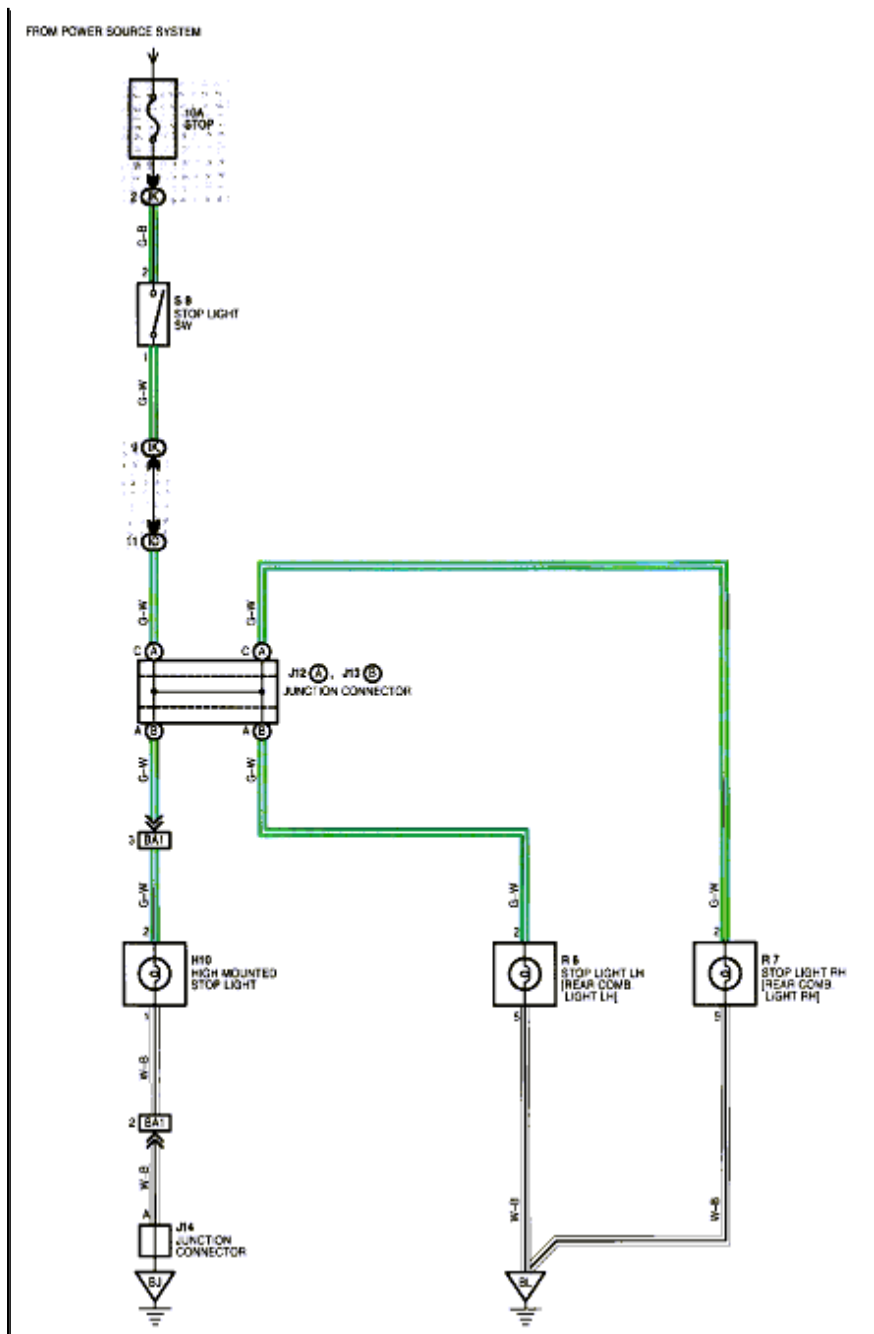 FROM POWER SOURCE SYSTEM
10A
STOP
2
IK
G-B
2
S 9
STOP LIGHT
SW
1
G-W
9
IK
11
G-W
G-W
C
A
C
A
J12 A , J13 B
JUNCTION CONNECTOR
A
B
A
B
G-W
G-W
3
BA1
G-W
G-W
G-W
2
2
2
H10
HIGH MOUNTED
STOP LIGHT
R 6
STOP LIGHT LH
[REAR COMB.
LIGHT LH]
R 7
STOP LIGHT RH
[REAR COMB.
LIGHT RH]
1
5
5
W-B
2
BA1
W-B
W-B
W-B
A
J14
JUNCTION
CONNECTOR
BJ
BL